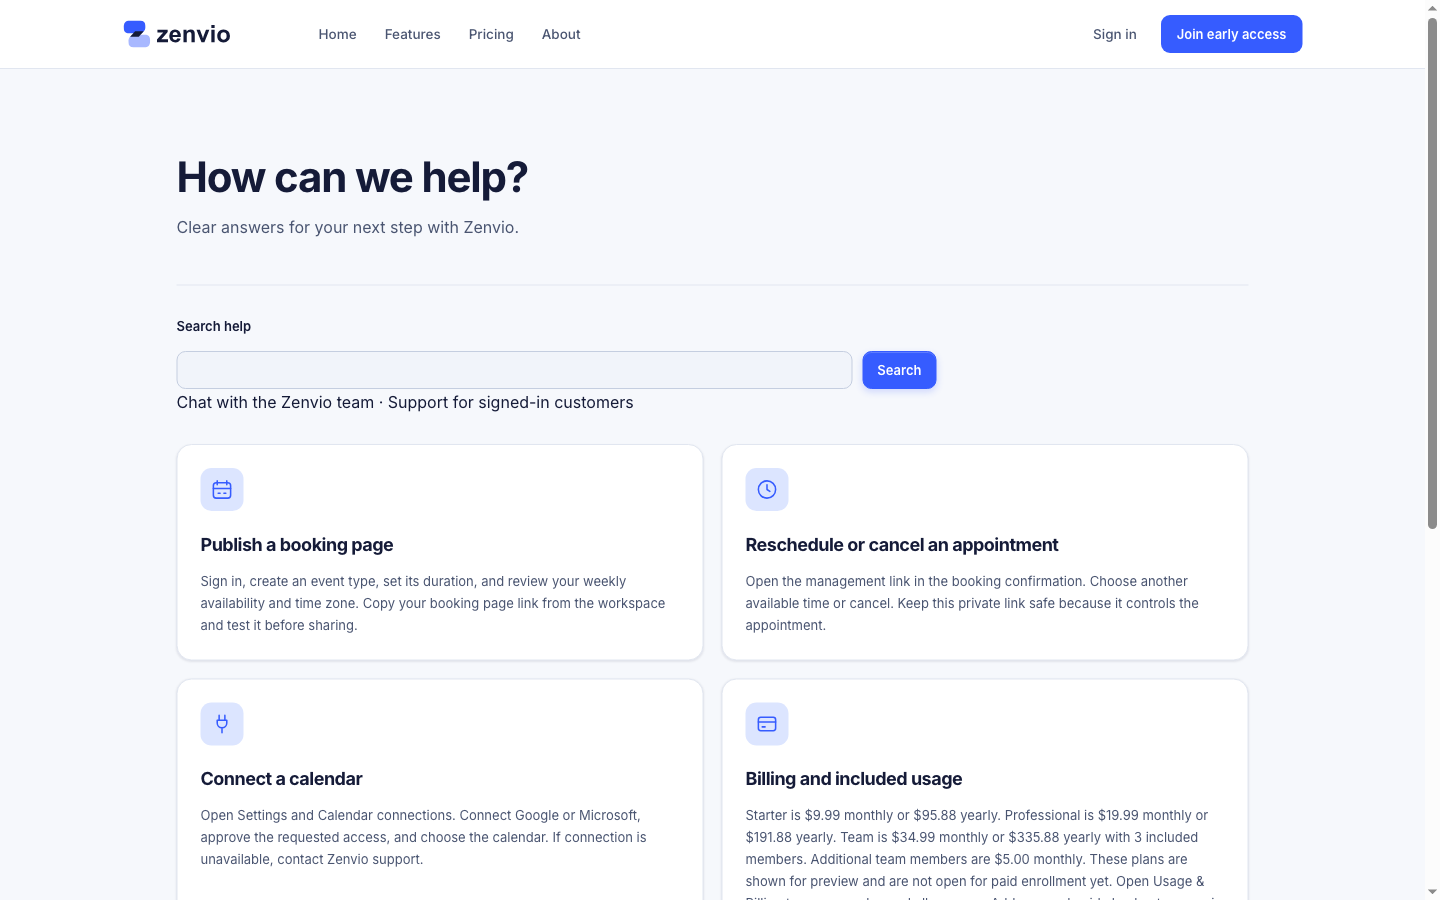 zenvio
Home
Features
Pricing
About
Sign in
Join early access
How can we help?
Clear answers for your next step with Zenvio.
Search help
Search
Chat with the Zenvio team · Support for signed-in customers
Publish a booking page
Sign in, create an event type, set its duration, and review your weekly
availability and time zone. Copy your booking page link from the workspace
and test it before sharing.
Reschedule or cancel an appointment
Open the management link in the booking confirmation. Choose another
available time or cancel. Keep this private link safe because it controls the
appointment.
Connect a calendar
Open Settings and Calendar connections. Connect Google or Microsoft,
approve the requested access, and choose the calendar. If connection is
unavailable, contact Zenvio support.
Billing and included usage
Starter is $9.99 monthly or $95.88 yearly. Professional is $19.99 monthly or
$191.88 yearly. Team is $34.99 monthly or $335.88 yearly with 3 included
members. Additional team members are $5.00 monthly. These plans are
shown for preview and are not open for paid enrollment yet. Open Usage &